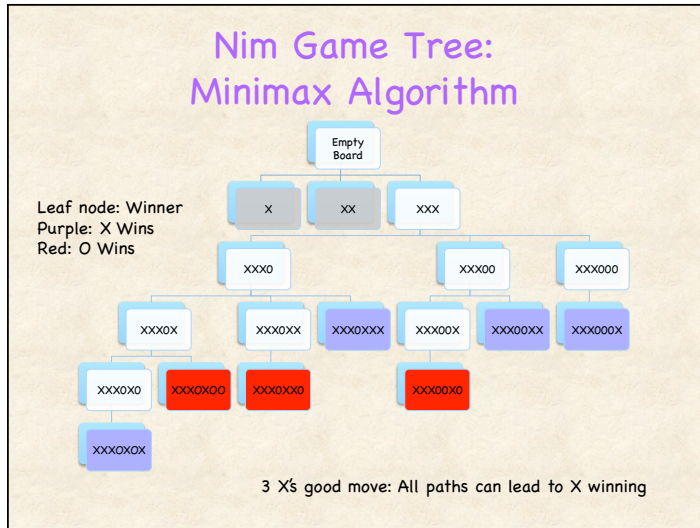 Nim Game Tree:
Minimax Algorithm
Empty
Board
Leaf node: Winner
Purple: X Wins
Red: O Wins
X
XX
XXX
XXXO
XXXOO
XXXOOO
XXXOX
XXXOXX
XXXOXXX
XXXOOX
XXXOOXX
XXXOOOX
XXXOXO
XXXOXOO
XXXOXXO
XXXOOXO
XXXOXOX
3 X's good move: All paths can lead to X winning